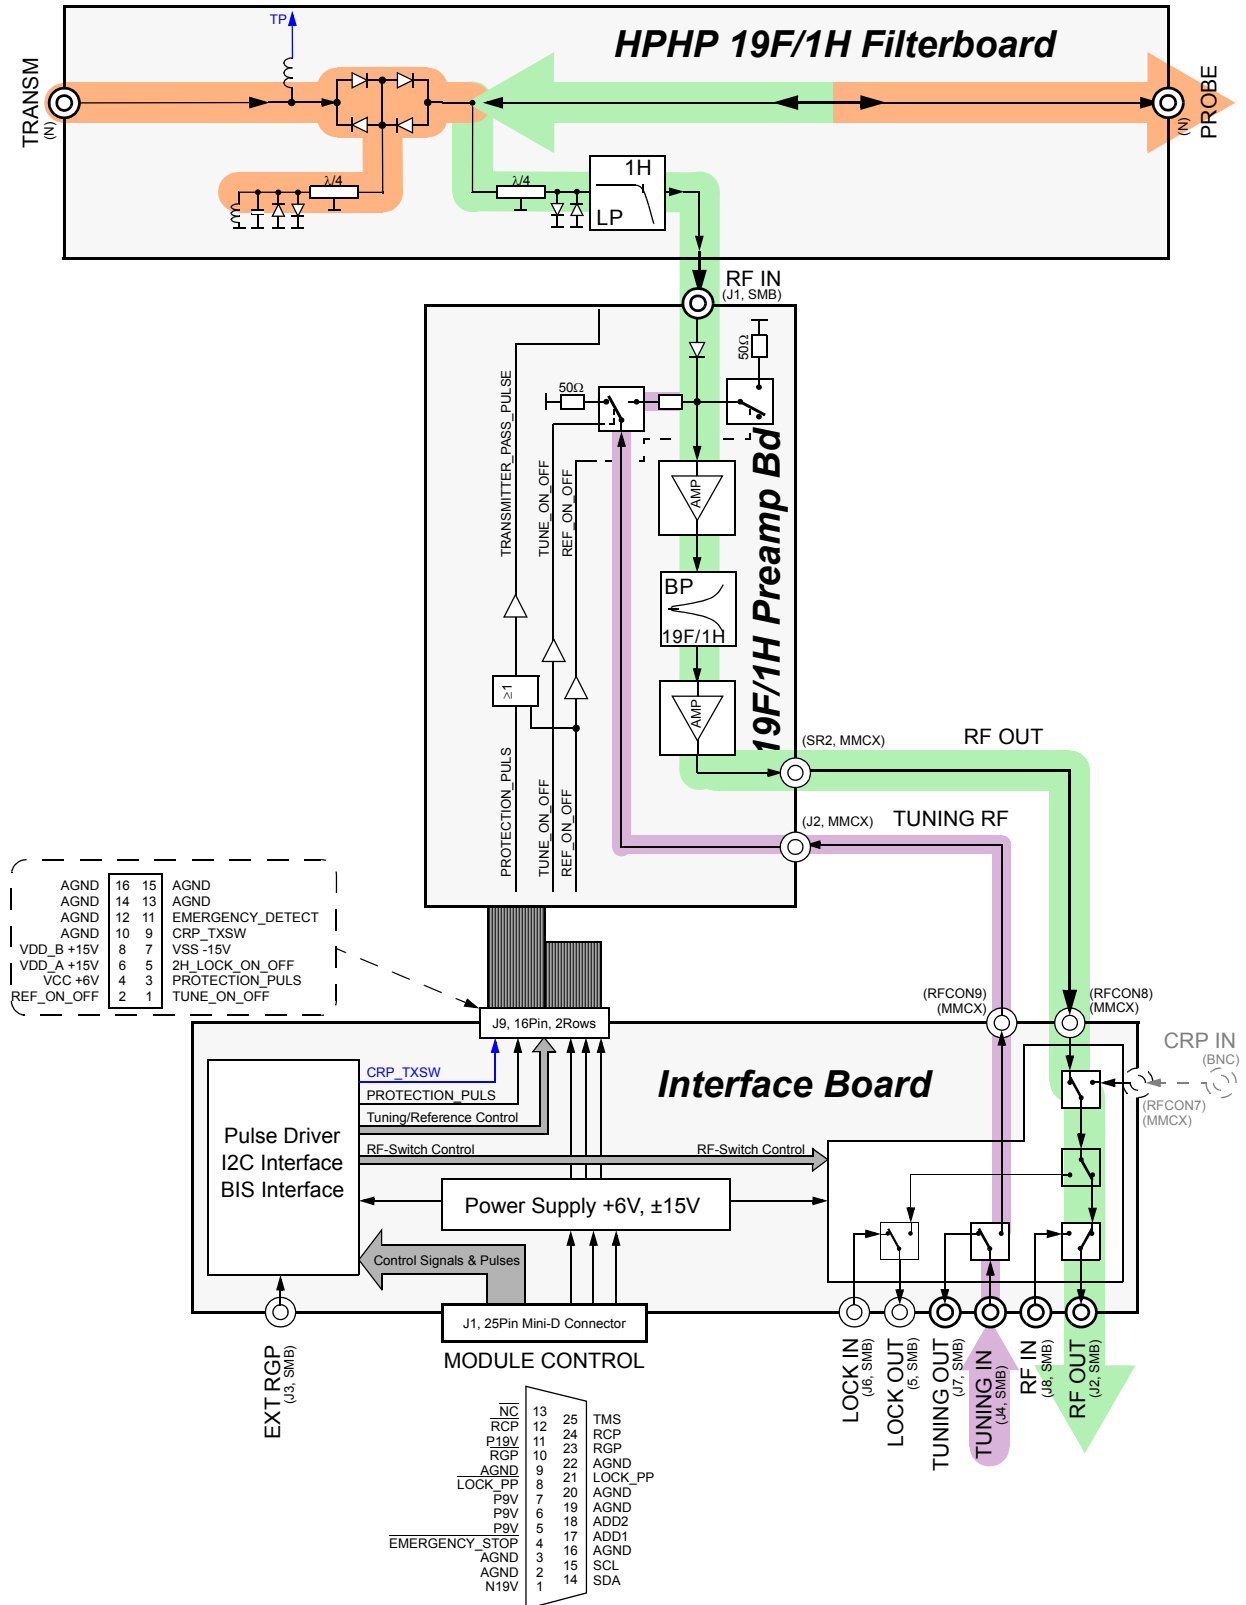 HPHP 19F/1H Filterboard
TP
TRANSM
(N)
PROBE
(N)
λ/4
λ/4
1H
LP
RF IN
(J1, SMB)
50Ω
50Ω
TRANSMITTER_PASS_PULSE
TUNE_ON_OFF
REF_ON_OFF
AMP
BP
19F/1H
AMP
19F/1H Preamp Bd
≥1
PROTECTION_PULS
TUNE_ON_OFF
REF_ON_OFF
(SR2, MMCX)
RF OUT
(J2, MMCX)
TUNING RF
AGND 16 15 AGND
AGND 14 13 AGND
AGND 12 11 EMERGENCY_DETECT
AGND 10 9 CRP_TXSW
VDD_B +15V 8 7 VSS -15V
VDD_A +15V 6 5 2H_LOCK_ON_OFF
VCC +6V 4 3 PROTECTION_PULS
REF_ON_OFF 2 1 TUNE_ON_OFF
(RFCON9)
(MMCX)
(RFCON8)
(MMCX)
J9, 16Pin, 2Rows
CRP IN
(BNC)
(RFCON7)
(MMCX)
Interface Board
CRP_TXSW
PROTECTION_PULS
Tuning/Reference Control
RF-Switch Control
RF-Switch Control
Pulse Driver
I2C Interface
BIS Interface
Power Supply +6V, ±15V
Control Signals & Pulses
J1, 25Pin Mini-D Connector
MODULE CONTROL
EXT RGP
(J3, SMB)
LOCK IN
(J6, SMB)
LOCK OUT
(5, SMB)
TUNING OUT
(J7, SMB)
TUNING IN
(J4, SMB)
RF IN
(J8, SMB)
RF OUT
(J2, SMB)
NC 13
25 TMS
RCP 12
24 RCP
P19V 11
23 RGP
RGP 10
22 AGND
AGND 9
21 LOCK_PP
LOCK_PP 8
20 AGND
P9V 7
19 AGND
P9V 6
18 ADD2
P9V 5
17 ADD1
EMERGENCY_STOP 4
16 AGND
AGND 3
15 SCL
AGND 2
14 SDA
N19V 1